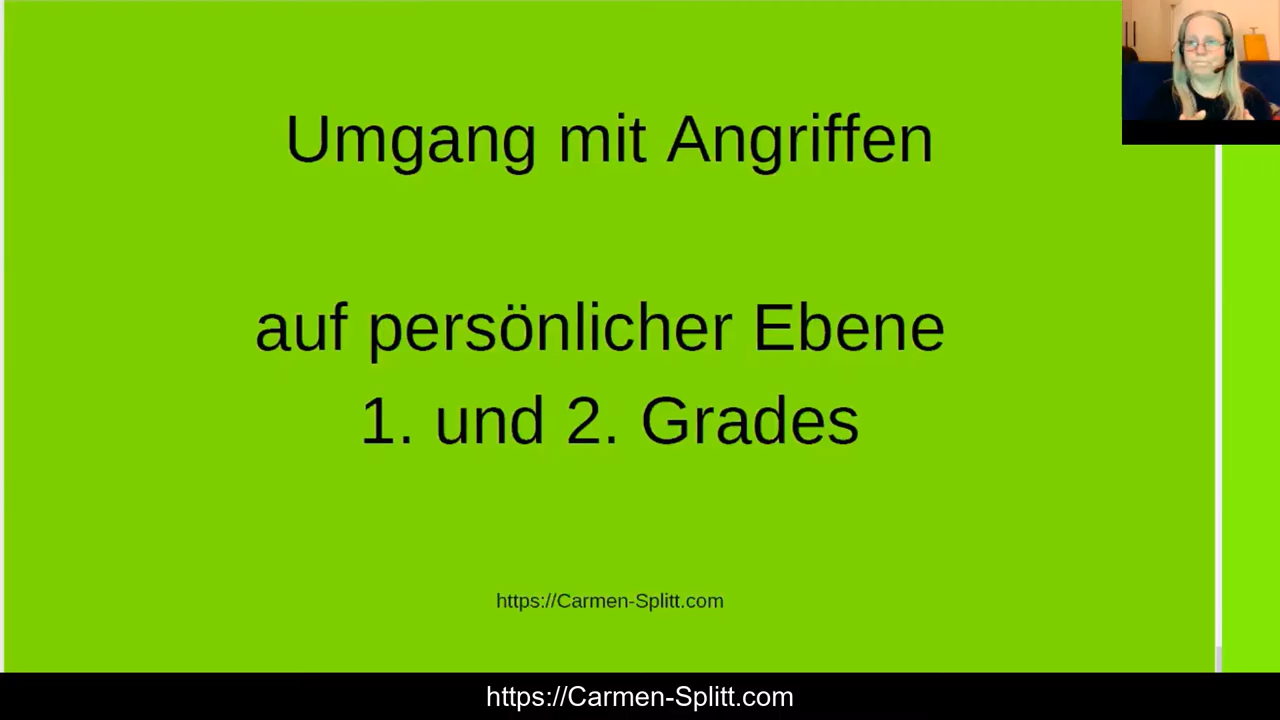 Umgang mit Angriffen
auf persönlicher Ebene
1. und 2. Grades
https://Carmen-Splitt.com
https://Carmen-Splitt.com